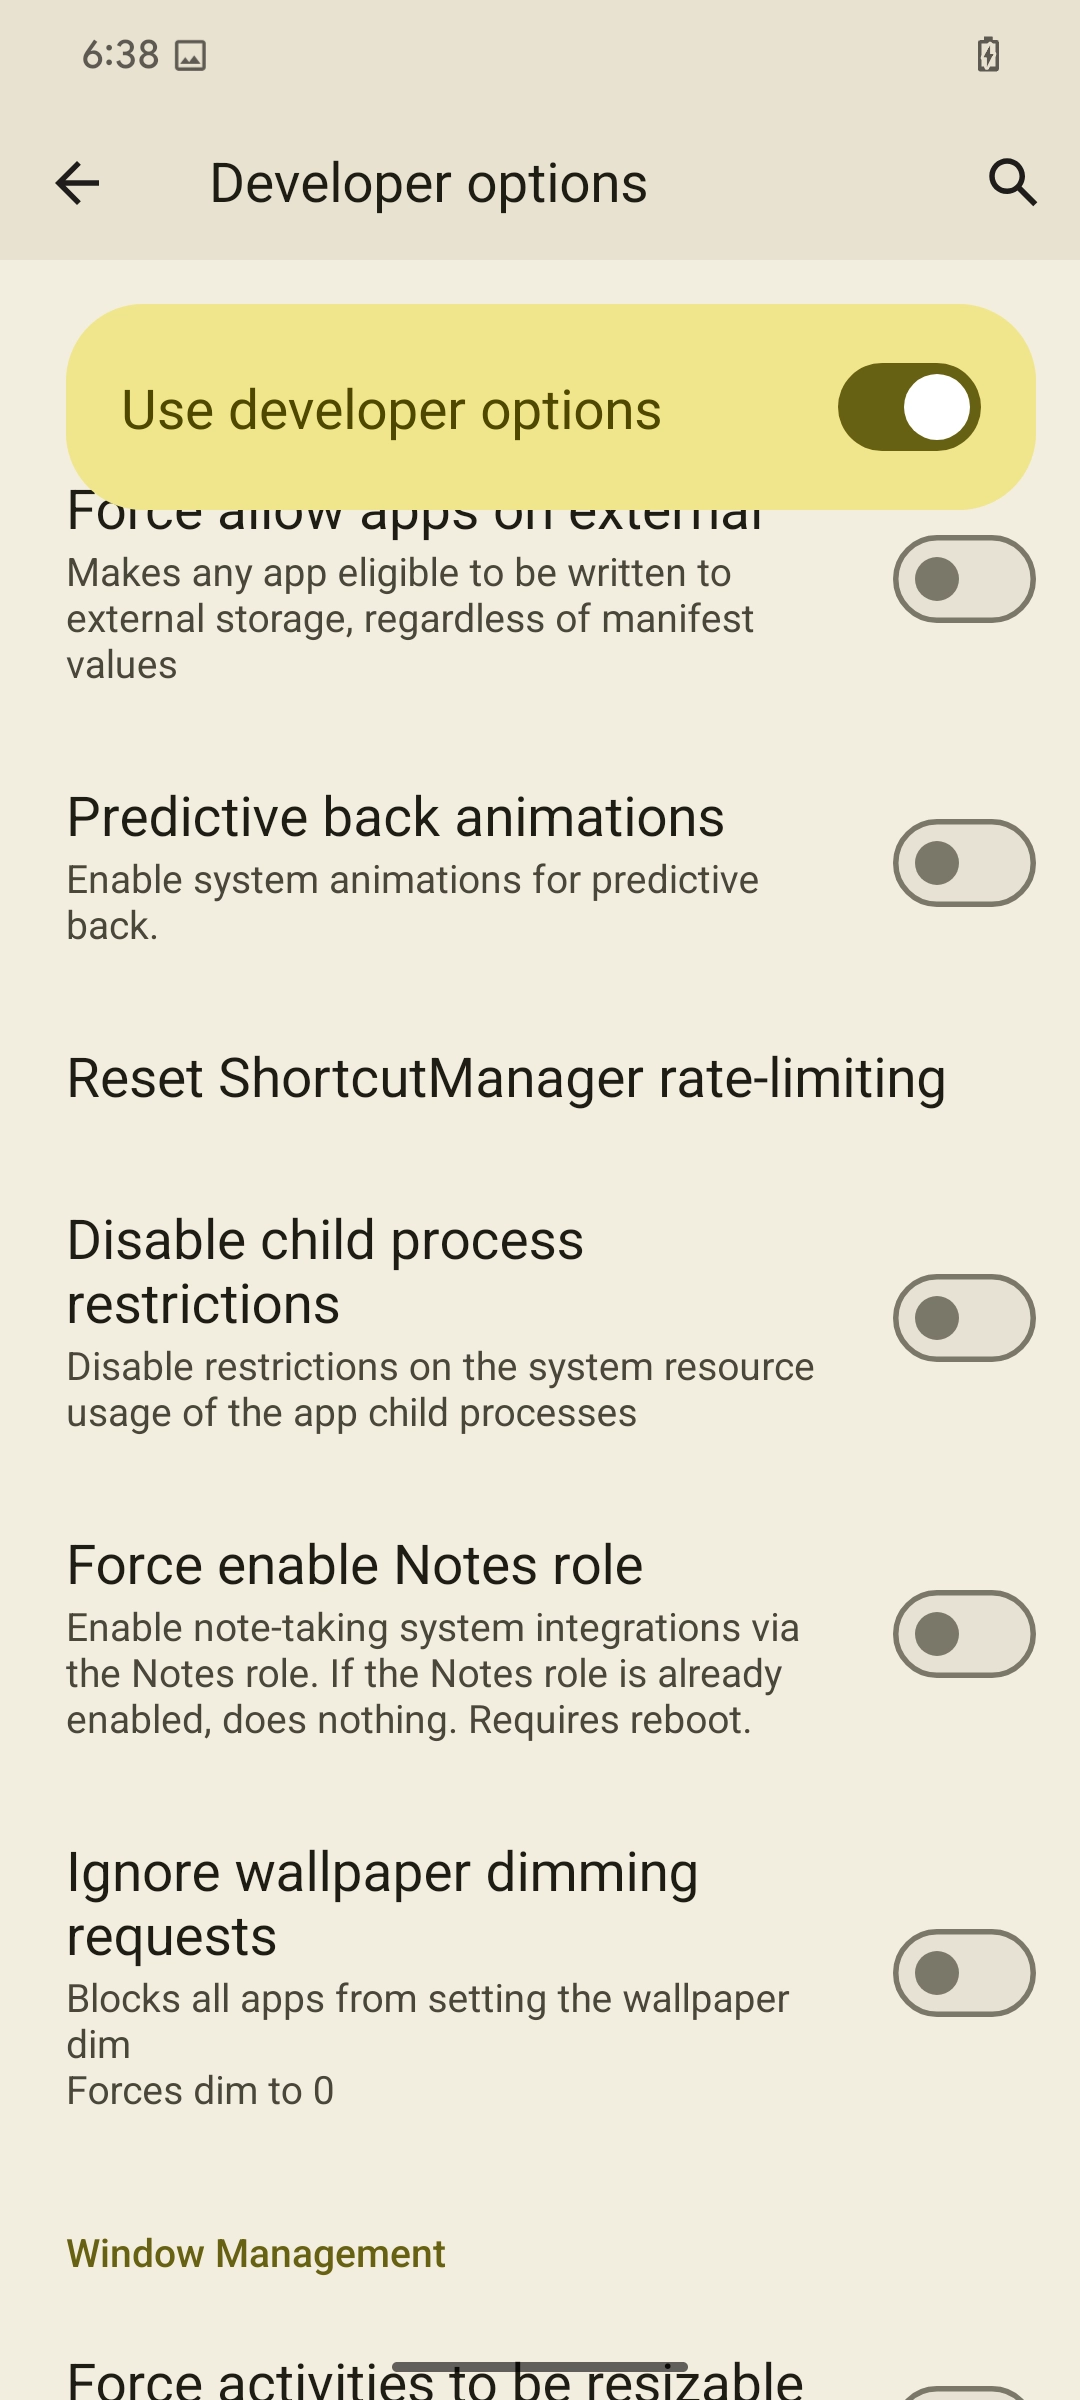 6:38
Developer options
Use developer options
Force allow apps on external
Makes any app eligible to be written to
external storage, regardless of manifest
values
Predictive back animations
Enable system animations for predictive
back.
Reset ShortcutManager rate-limiting
Disable child process
restrictions
Disable restrictions on the system resource
usage of the app child processes
Force enable Notes role
Enable note-taking system integrations via
the Notes role. If the Notes role is already
enabled, does nothing. Requires reboot.
Ignore wallpaper dimming
requests
Blocks all apps from setting the wallpaper
dim
Forces dim to 0
Window Management
Force activities to be resizable